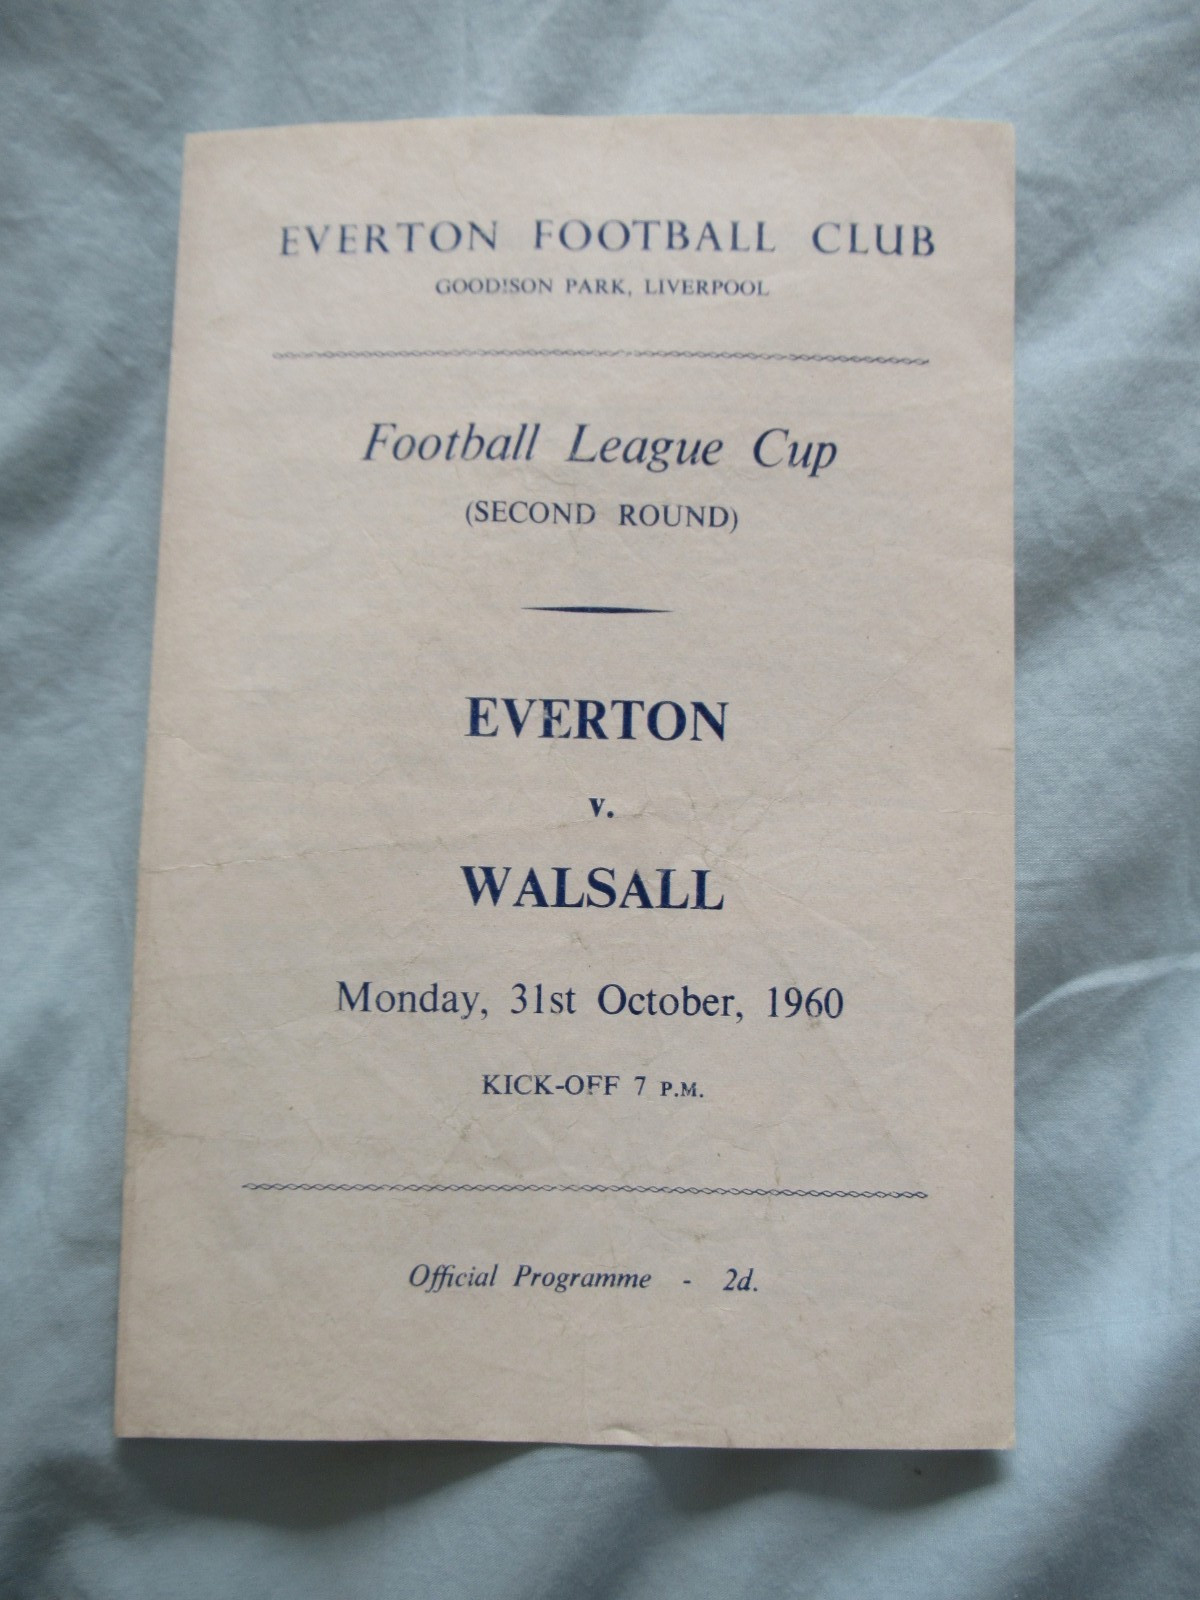 EVERTON FOOTBALL CLUB
GOODISON PARK, LIVERPOOL
Football League Cup
(SECOND ROUND)
EVERTON
v.
WALSALL
Monday, 31st October, 1960
KICK-OFF 7 P.M.
Official Programme - 2d.